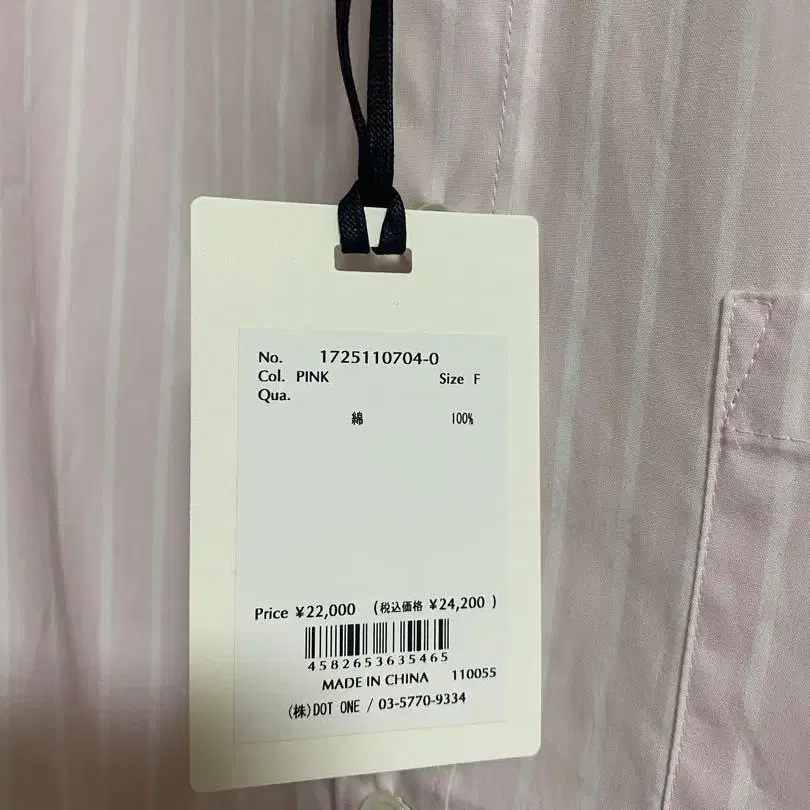 No. 1725110704-0
Col. PINK Size F
Qua.
綿 100%
Price ¥22,000 (税込価格 ¥24,200 )
4582653635465
MADE IN CHINA 110055
(株)DOT ONE / 03-5770-9334